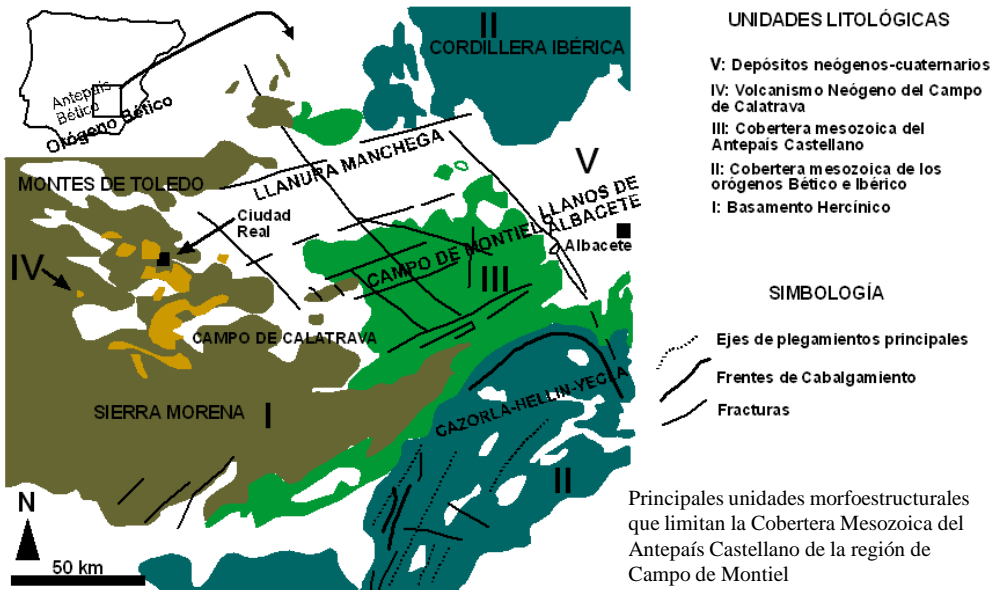 Antepaís
Bético
Orógeno Bético
II
CORDILLERA IBÉRICA
MONTES DE TOLEDO
LLANURA MANCHEGA
V
LLANOS DE
ALBACETE
Ciudad
Real
Albacete
IV
CAMPO DE MONTIEL
III
CAMPO DE CALATRAVA
SIERRA MORENA
I
CAZORLA-HELLIN-YECLA
II
N
50 km
UNIDADES LITOLÓGICAS
V: Depósitos neógenos-cuaternarios
IV: Volcanismo Neógeno del Campo
de Calatrava
III: Cobertera mesozoica del
Antepaís Castellano
II: Cobertera mesozoica de los
orógenos Bético e Ibérico
I: Basamento Hercínico
SIMBOLOGÍA
Ejes de plegamientos principales
Frentes de Cabalgamiento
Fracturas
Principales unidades morfoestructurales
que limitan la Cobertera Mesozoica del
Antepaís Castellano de la región de
Campo de Montiel